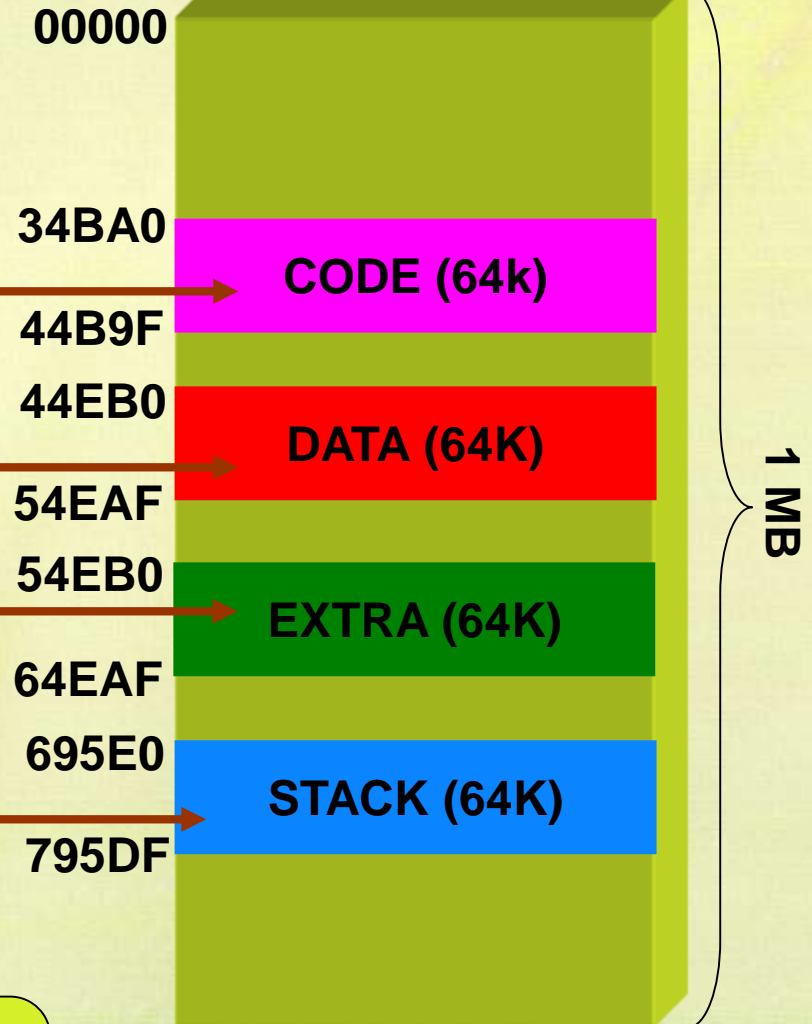 00000
34BA0
CODE (64k)
44B9F
44EB0
DATA (64K)
54EAF
54EB0
EXTRA (64K)
64EAF
695E0
STACK (64K)
795DF
1 MB